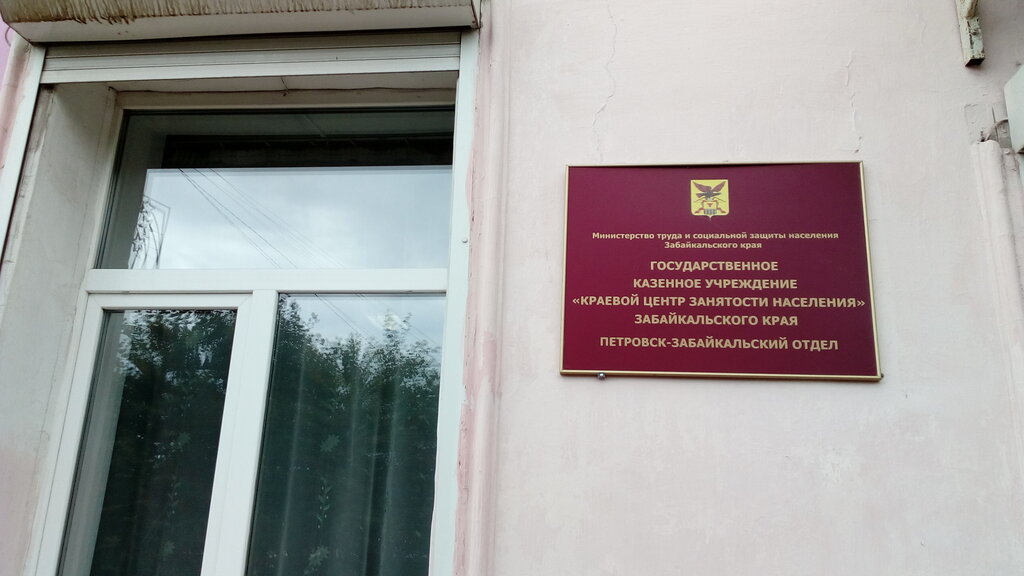 Министерство труда и социальной защиты населения
Забайкальского края
ГОСУДАРСТВЕННОЕ
КАЗЕННОЕ УЧРЕЖДЕНИЕ
«КРАЕВОЙ ЦЕНТР ЗАНЯТОСТИ НАСЕЛЕНИЯ»
ЗАБАЙКАЛЬСКОГО КРАЯ
ПЕТРОВСК-ЗАБАЙКАЛЬСКИЙ ОТДЕЛ